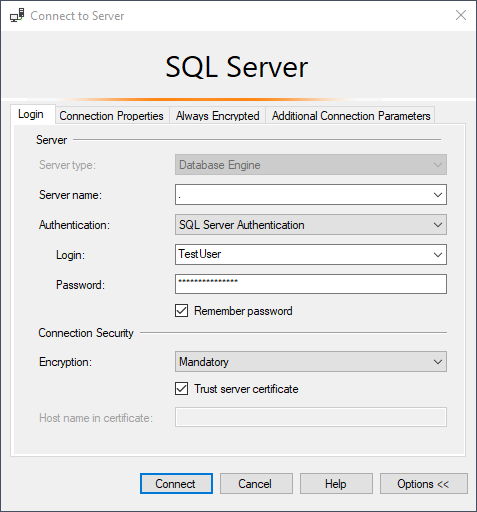 Connect to Server
SQL Server
Login Connection Properties Always Encrypted Additional Connection Parameters
Server
Server type: Database Engine
Server name: .
Authentication: SQL Server Authentication
Login: TestUser
Password: ***************
Remember password
Connection Security
Encryption: Mandatory
Trust server certificate
Host name in certificate:
Connect Cancel Help Options <<